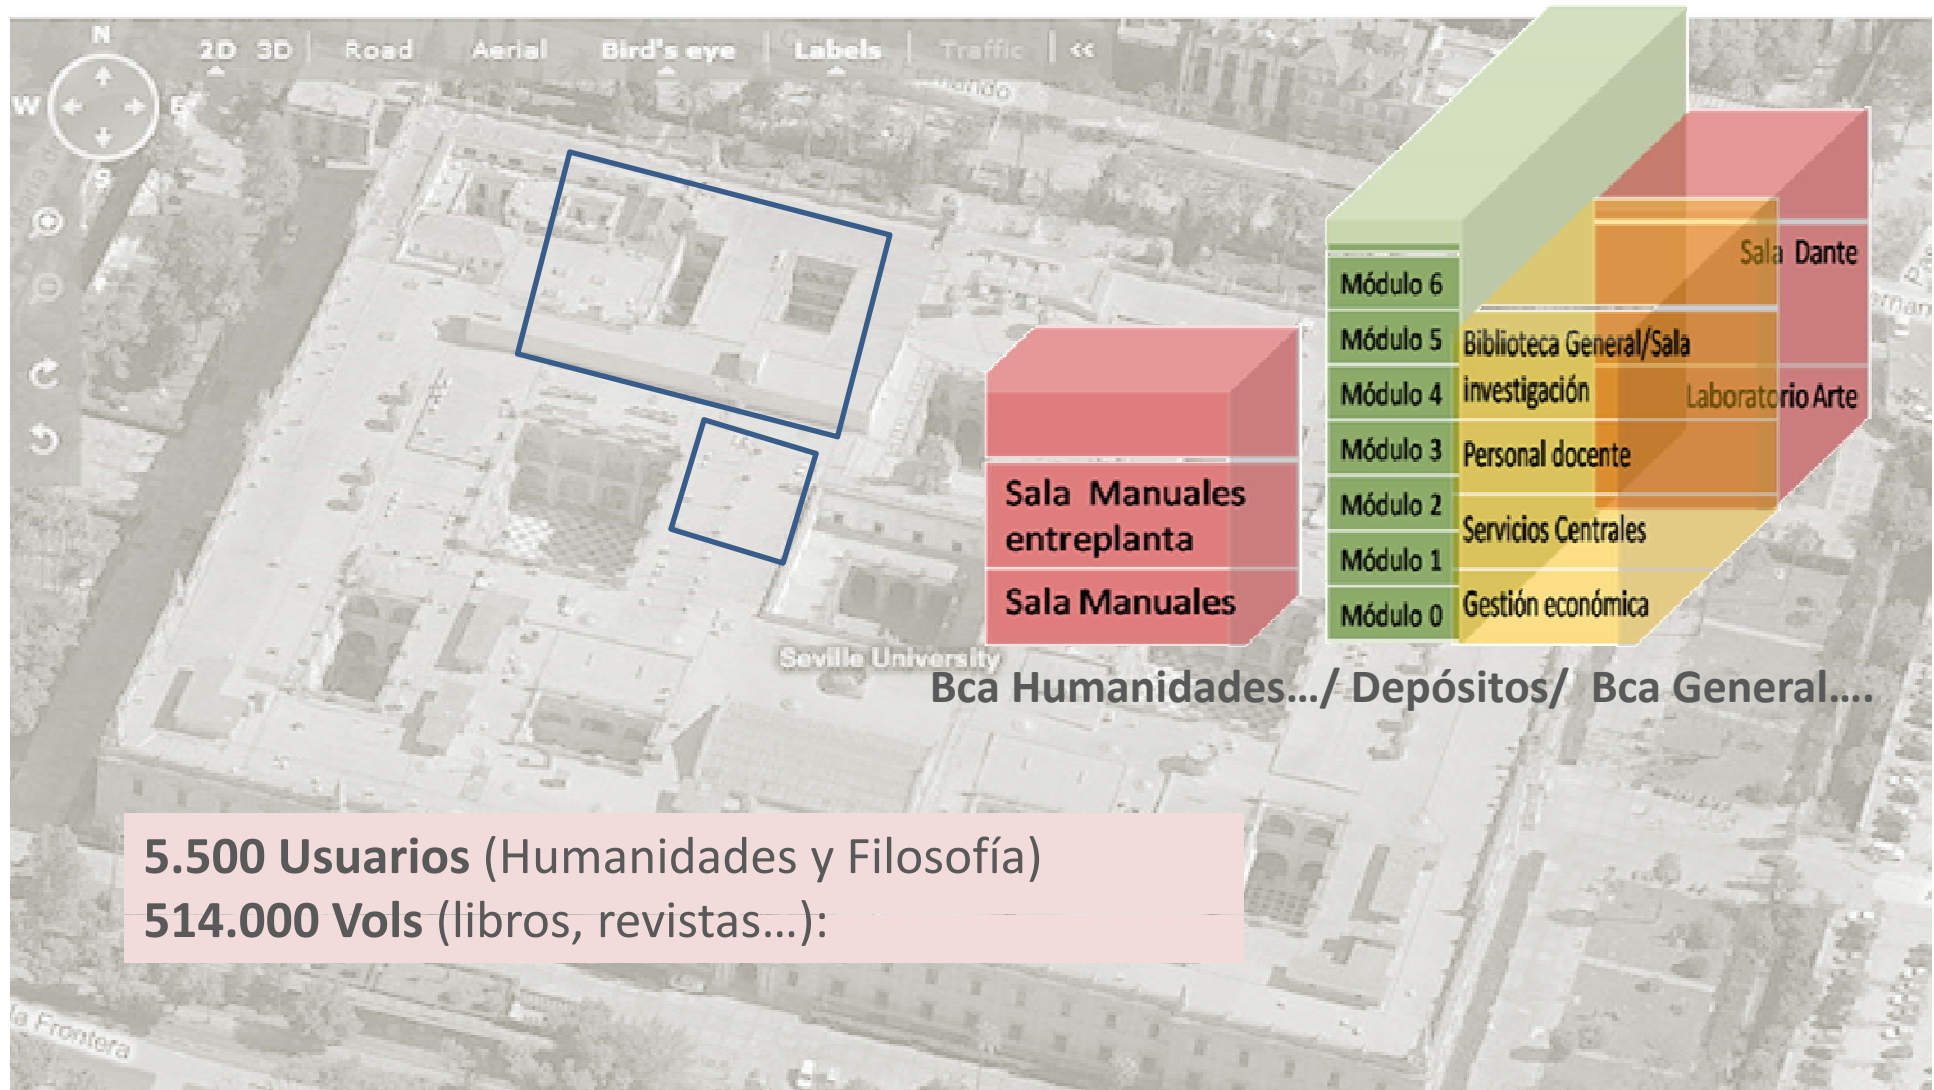 N
2D 3D Road Aerial Bird's eye Labels Traffic <<
W E
S
Sala Dante
Laboratorio Arte
Módulo 6
Módulo 5
Módulo 4
Módulo 3
Módulo 2
Módulo 1
Módulo 0
Biblioteca General/Sala
investigación
Personal docente
Servicios Centrales
Gestión económica
Sala Manuales
entreplanta
Sala Manuales
Seville University
Bca Humanidades.../ Depósitos/ Bca General....
5.500 Usuarios (Humanidades y Filosofía)
514.000 Vols (libros, revistas...):
la Frontera